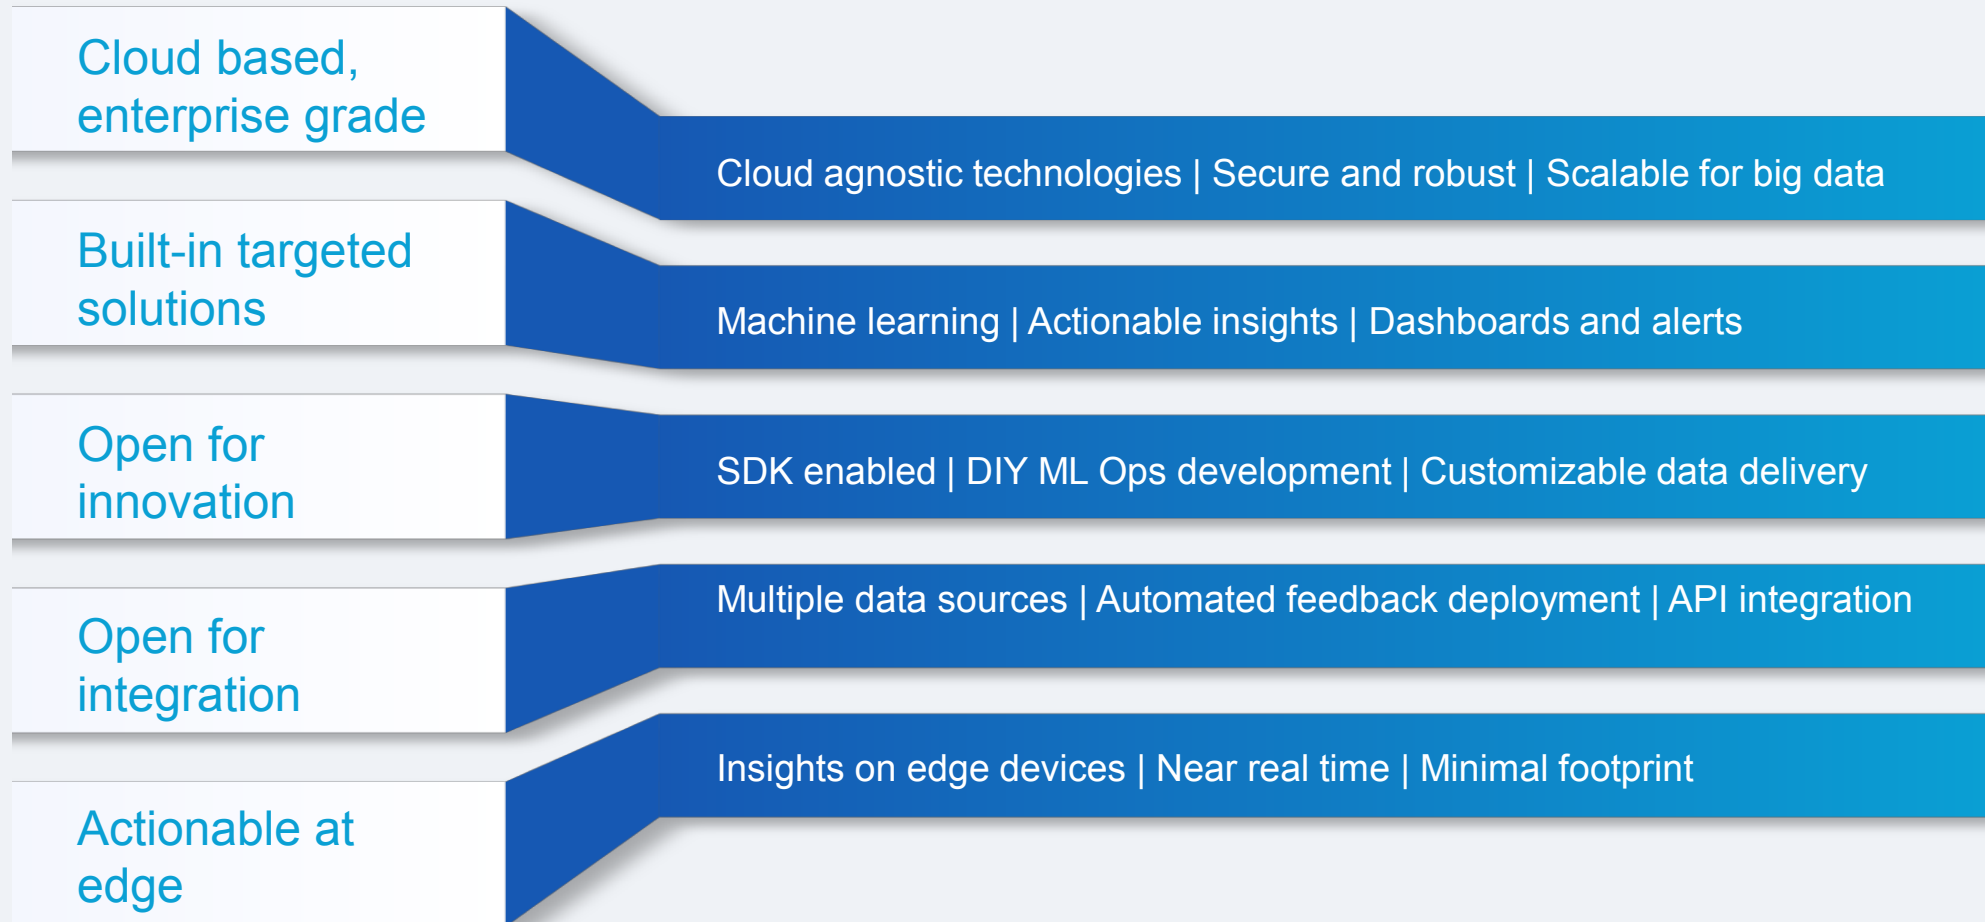 Cloud based,
enterprise grade
Cloud agnostic technologies | Secure and robust | Scalable for big data
Built-in targeted
solutions
Machine learning | Actionable insights | Dashboards and alerts
Open for
innovation
SDK enabled | DIY ML Ops development | Customizable data delivery
Open for
integration
Multiple data sources | Automated feedback deployment | API integration
Actionable at
edge
Insights on edge devices | Near real time | Minimal footprint